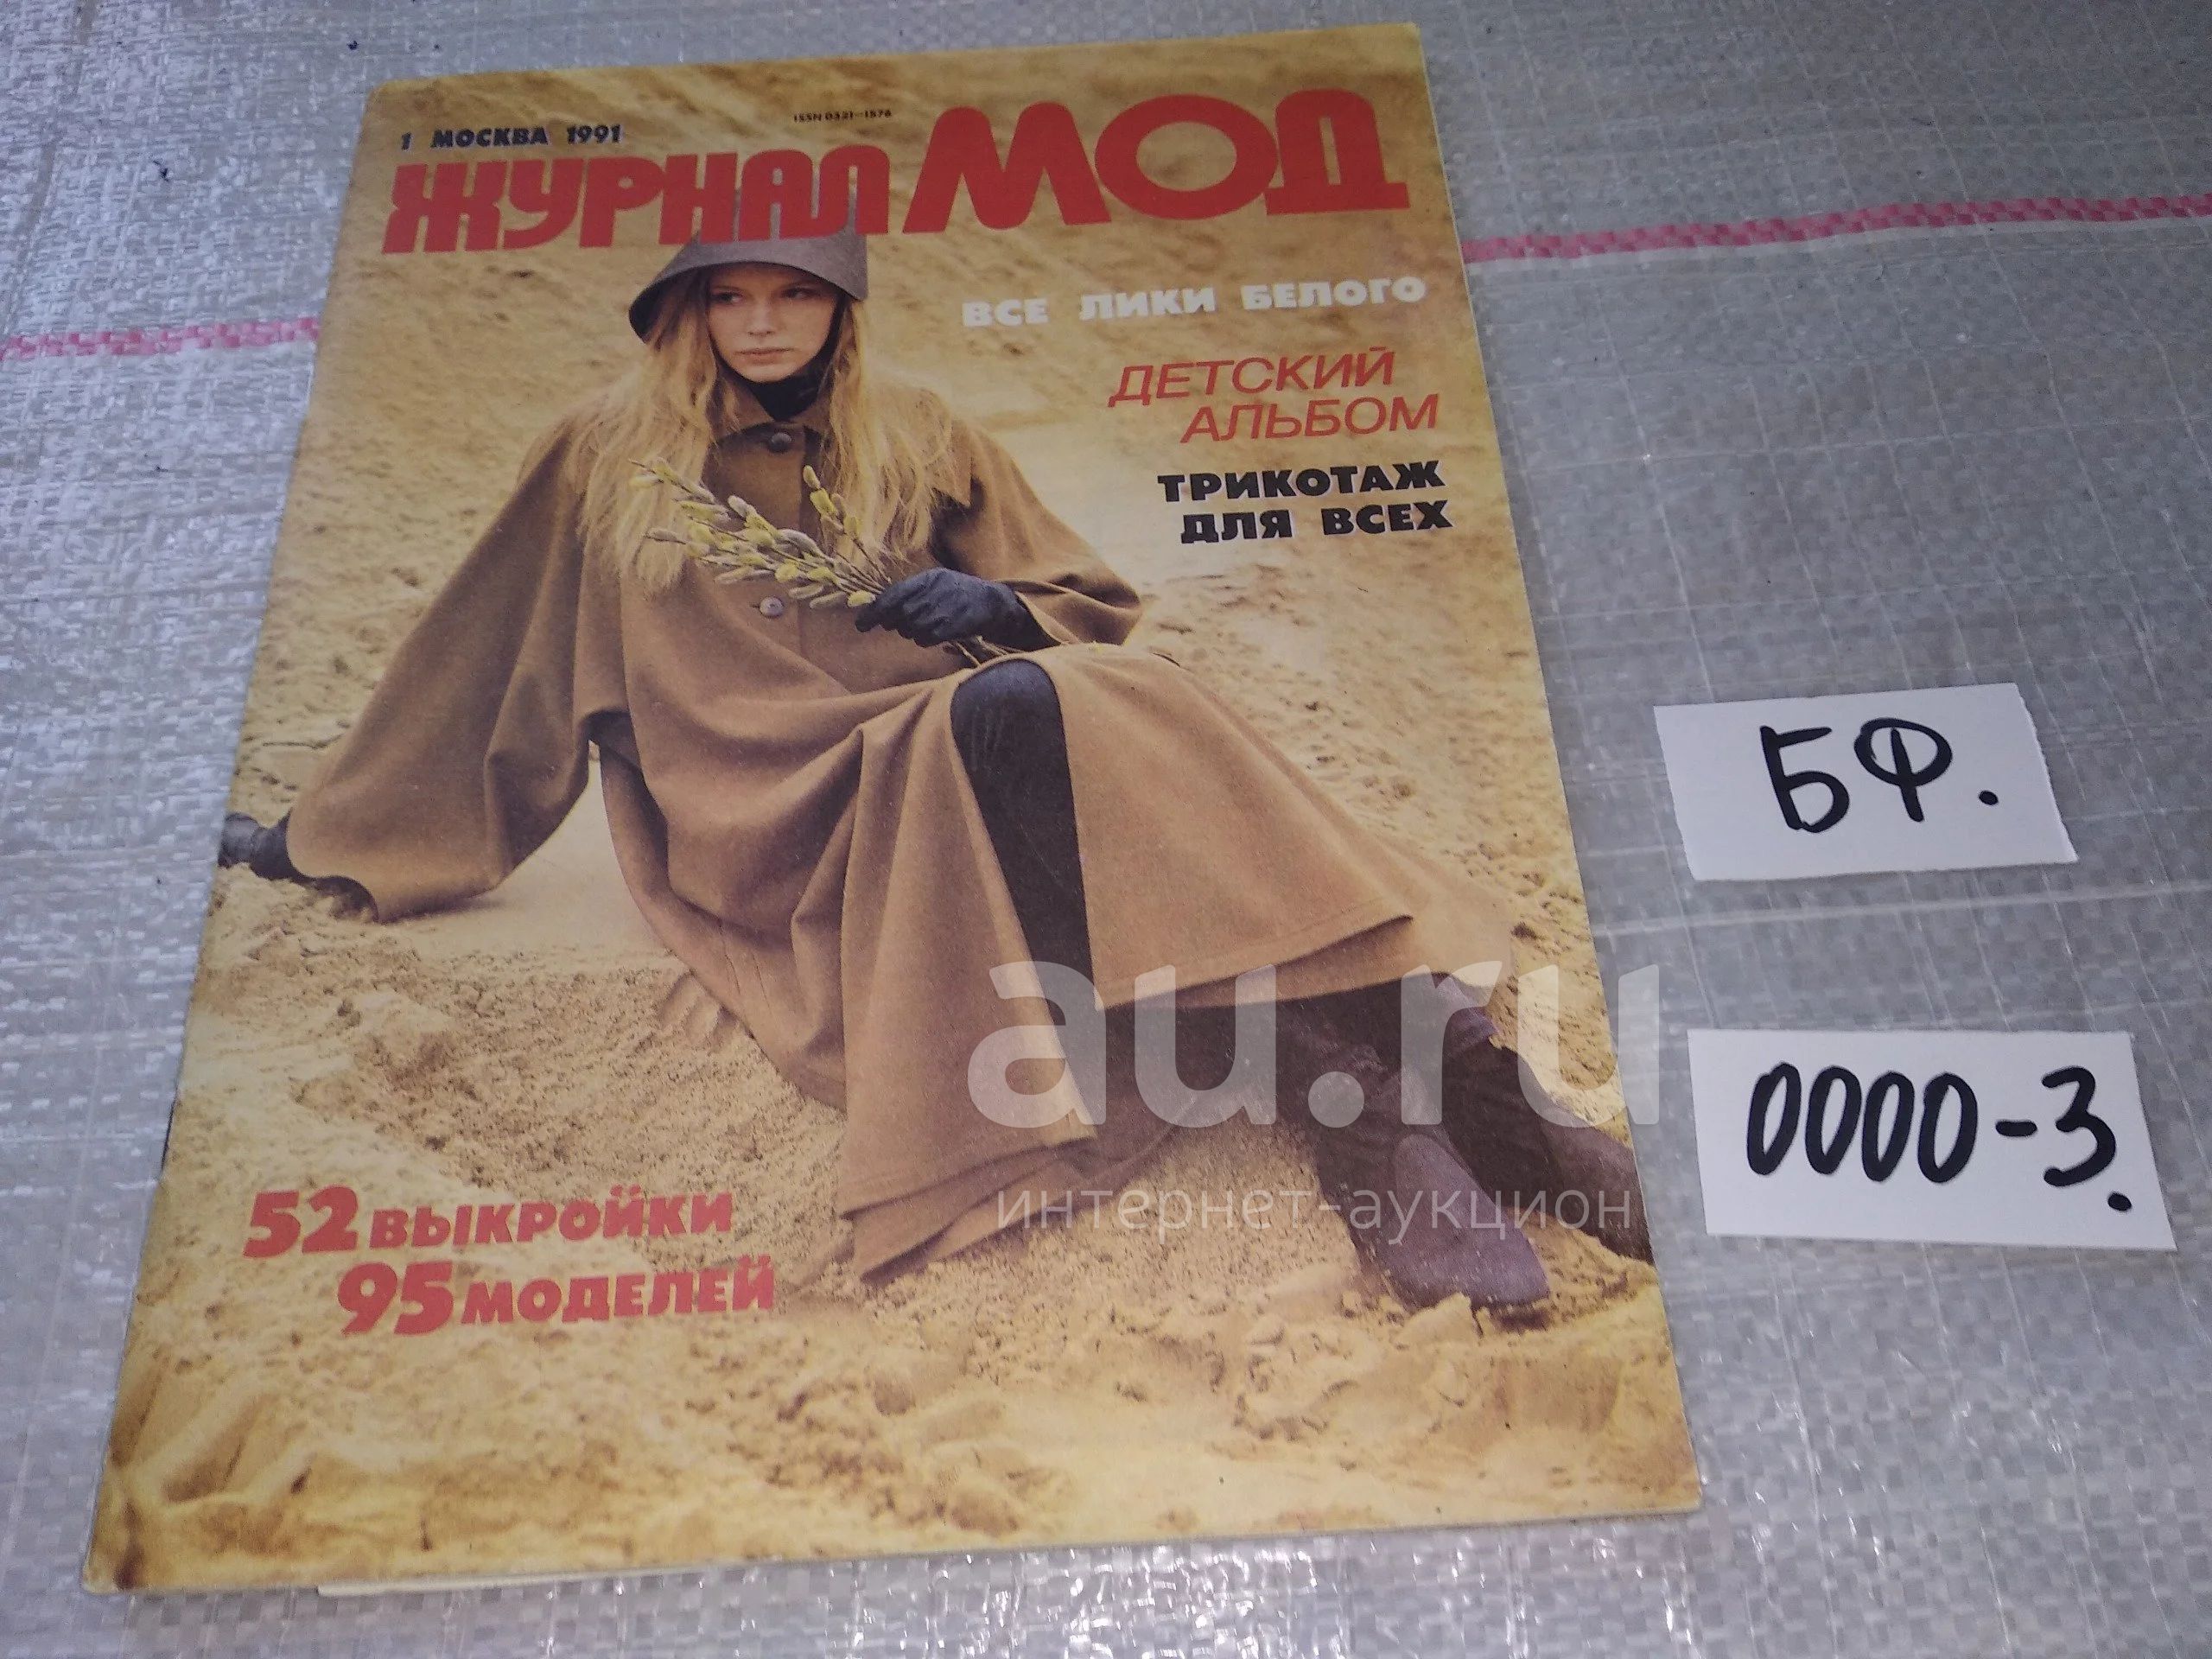 1 МОСКВА 1991
ISSN 0321-1576
ЖУРНАЛ МОД
ВСЕ ЛИКИ БЕЛОГО
ДЕТСКИЙ
АЛЬБОМ
ТРИКОТАЖ
ДЛЯ ВСЕХ
БФ.
0000-3.
au.ru
интернет-аукцион
52 ВЫКРОЙКИ
95 МОДЕЛЕЙ